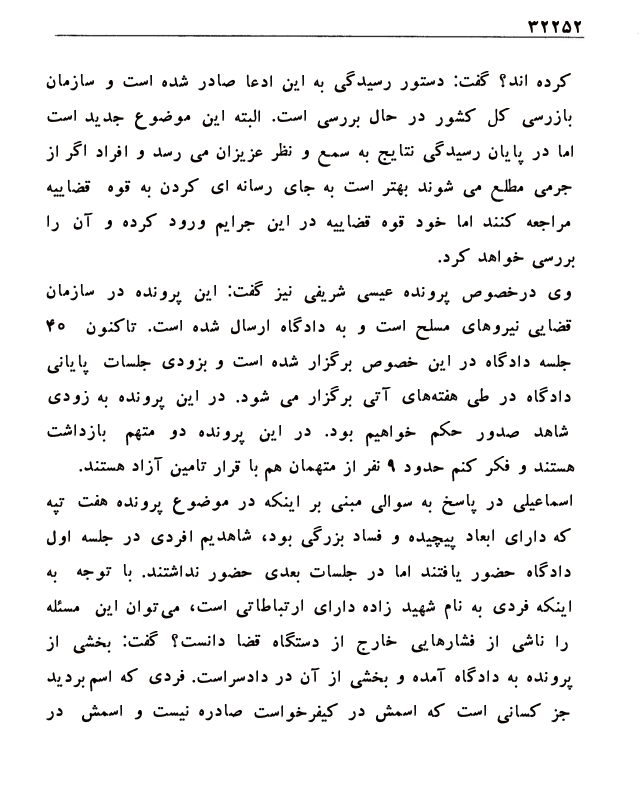 ۳۲۲۵۲
کرده اند؟ گفت: دستور رسیدگی به این ادعا صادر شده است و سازمان
بازرسی کل کشور در حال بررسی است. البته این موضوع جدید است
اما در پایان رسیدگی نتایج به سمع و نظر عزیزان می رسد و افراد اگر از
جرمی مطلع می شوند بهتر است به جای رسانه ای کردن به قوه قضاییه
مراجعه کنند اما خود قوه قضاییه در این جرایم ورود کرده و آن را
بررسی خواهد کرد.
وی درخصوص پرونده عیسی شریفی نیز گفت: این پرونده در سازمان
قضایی نیروهای مسلح است و به دادگاه ارسال شده است. تاکنون ۴۰
جلسه دادگاه در این خصوص برگزار شده است و بزودی جلسات پایانی
دادگاه در طی هفته‌های آتی برگزار می شود. در این پرونده به زودی
شاهد صدور حکم خواهیم بود. در این پرونده دو متهم بازداشت
هستند و فکر کنم حدود ۹ نفر از متهمان هم با قرار تامین آزاد هستند.
اسماعیلی در پاسخ به سوالی مبنی بر اینکه در موضوع پرونده هفت تپه
که دارای ابعاد پیچیده و فساد بزرگی بود، شاهدیم افردی در جلسه اول
دادگاه حضور یافتند اما در جلسات بعدی حضور نداشتند. با توجه به
اینکه فردی به نام شهید زاده دارای ارتباطاتی است، می‌توان این مسئله
را ناشی از فشارهایی خارج از دستگاه قضا دانست؟ گفت: بخشی از
پرونده به دادگاه آمده و بخشی از آن در دادسراست. فردی که اسم بردید
جز کسانی است که اسمش در کیفرخواست صادره نیست و اسمش در